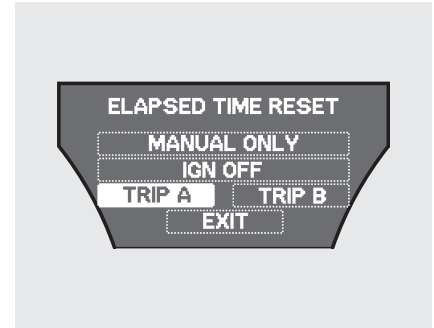 ELAPSED TIME RESET
MANUAL ONLY
IGN OFF
TRIP A TRIP B
EXIT